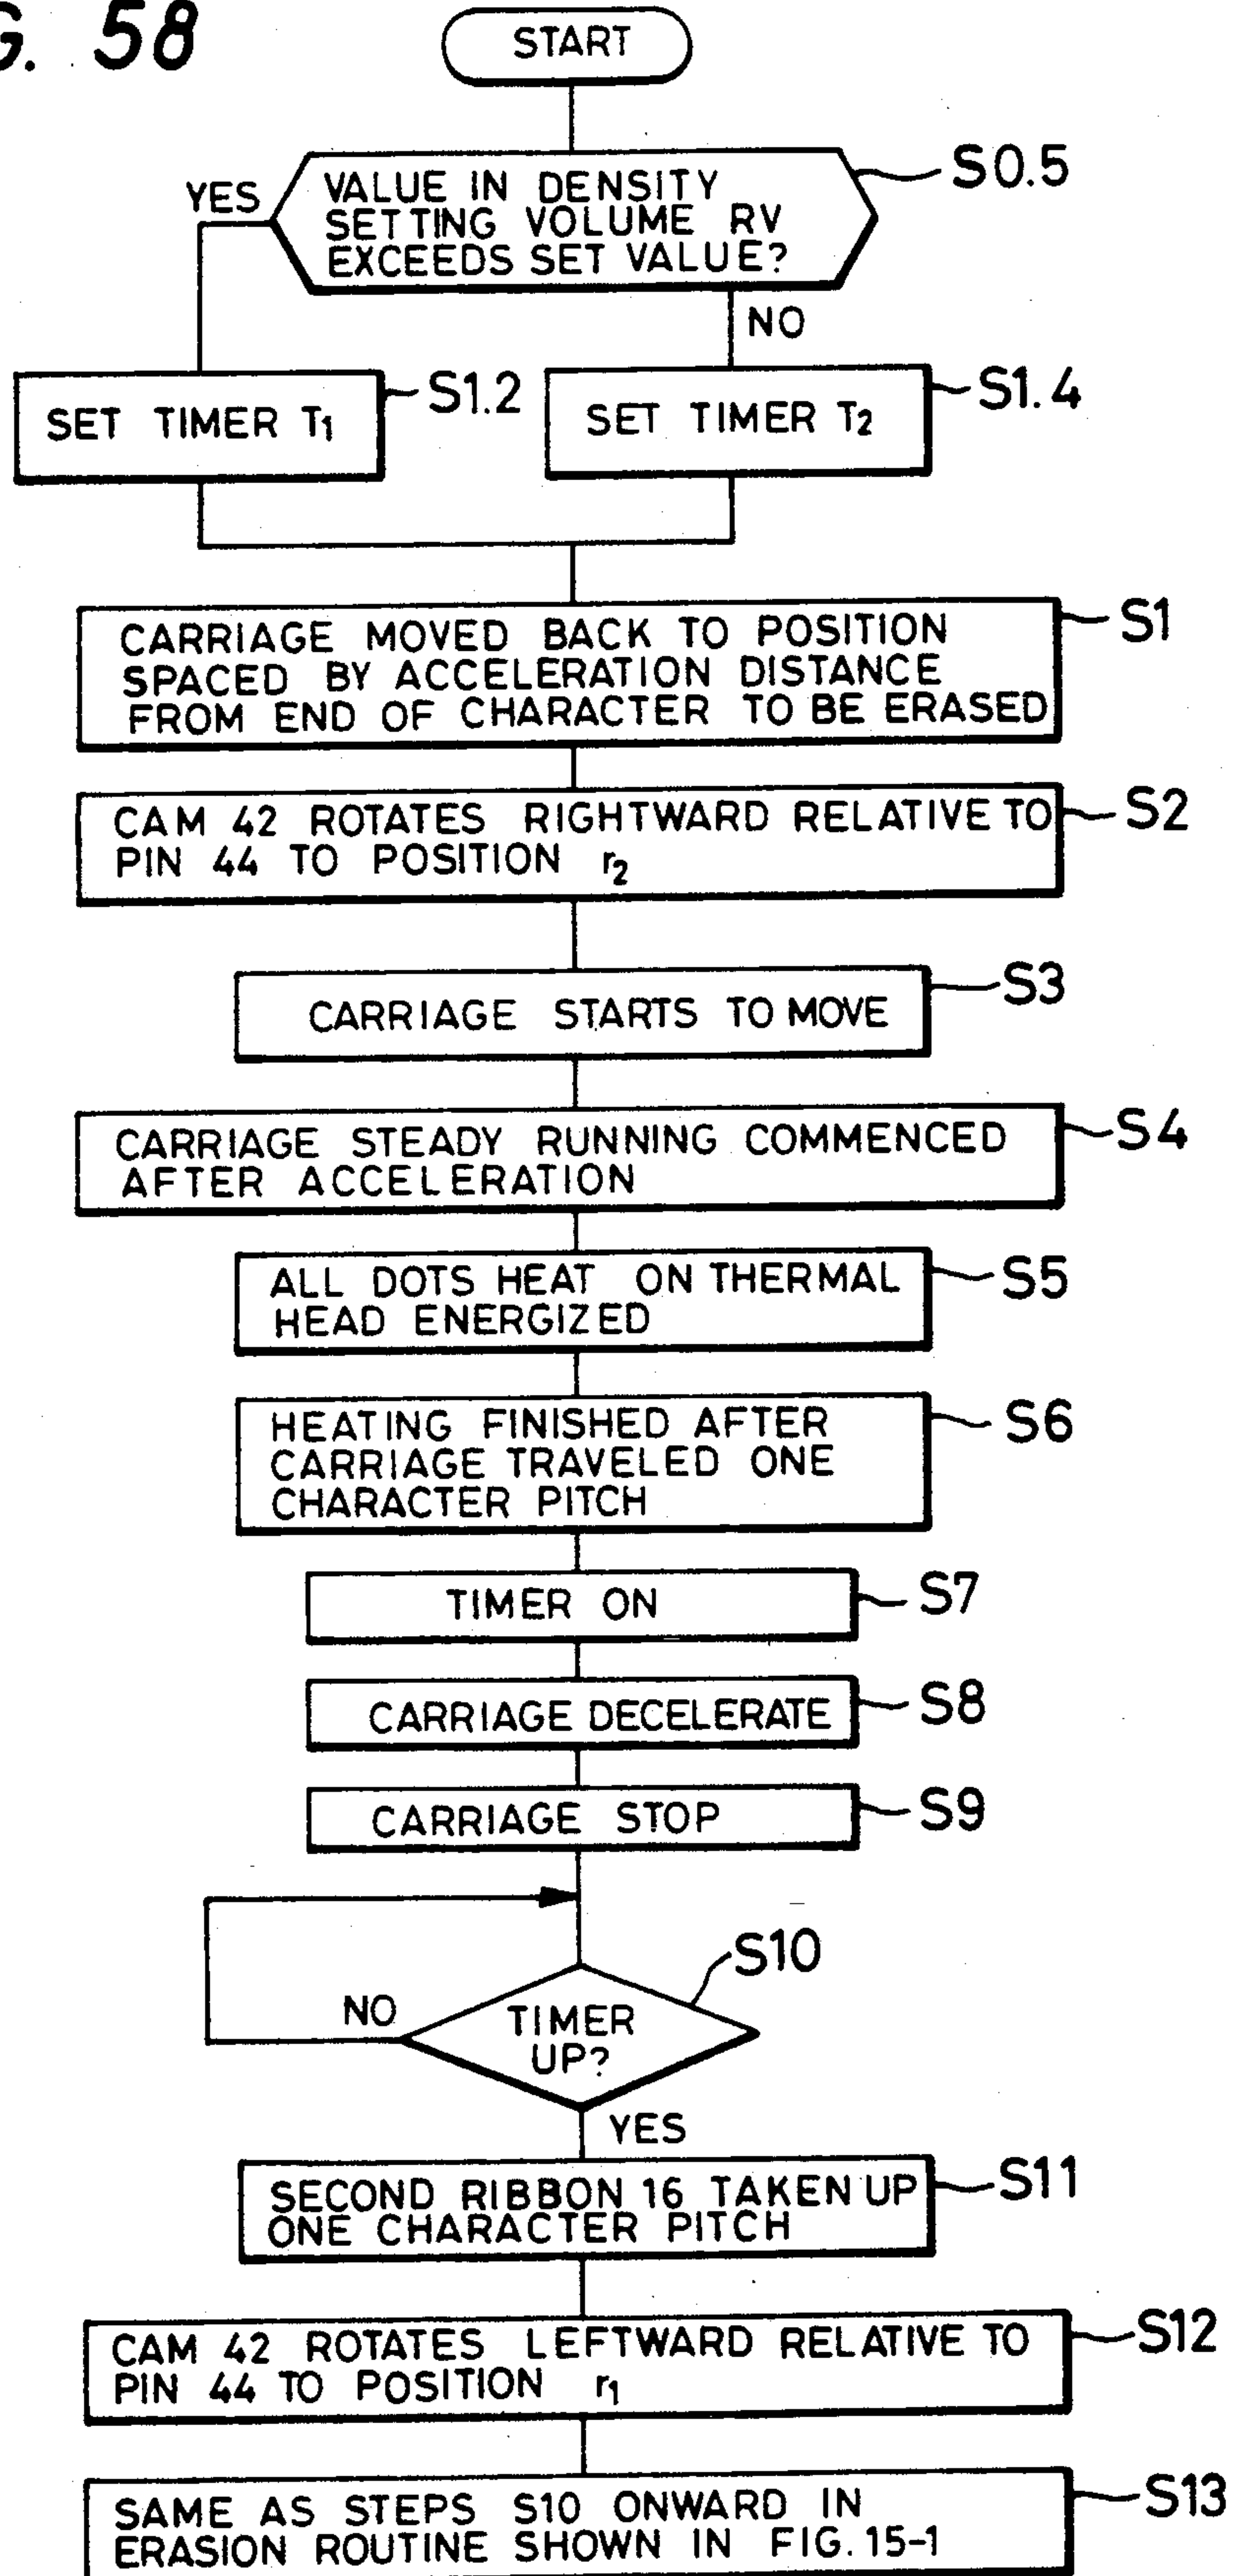 G. 58
START
VALUE IN DENSITY
SETTING VOLUME RV
EXCEEDS SET VALUE?
S0.5
YES
NO
SET TIMER T1
S1.2
SET TIMER T2
S1.4
CARRIAGE MOVED BACK TO POSITION
SPACED BY ACCELERATION DISTANCE
FROM END OF CHARACTER TO BE ERASED
S1
CAM 42 ROTATES RIGHTWARD RELATIVE TO
PIN 44 TO POSITION r2
S2
CARRIAGE STARTS TO MOVE
S3
CARRIAGE STEADY RUNNING COMMENCED
AFTER ACCELERATION
S4
ALL DOTS HEAT ON THERMAL
HEAD ENERGIZED
S5
HEATING FINISHED AFTER
CARRIAGE TRAVELED ONE
CHARACTER PITCH
S6
TIMER ON
S7
CARRIAGE DECELERATE
S8
CARRIAGE STOP
S9
S10
NO
TIMER
UP?
YES
SECOND RIBBON 16 TAKEN UP
ONE CHARACTER PITCH
S11
CAM 42 ROTATES LEFTWARD RELATIVE TO
PIN 44 TO POSITION r1
S12
SAME AS STEPS S10 ONWARD IN
ERASION ROUTINE SHOWN IN FIG.15-1
S13